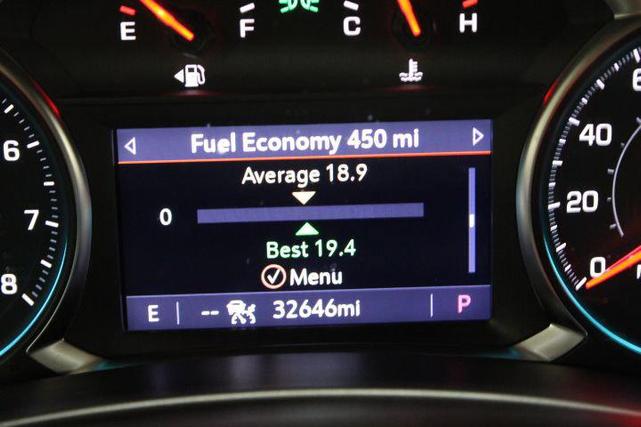 E F C H
Fuel Economy 450 mi
Average 18.9
0
Best 19.4
Menu
E -- 32646mi P
6
7
8
40
20
0